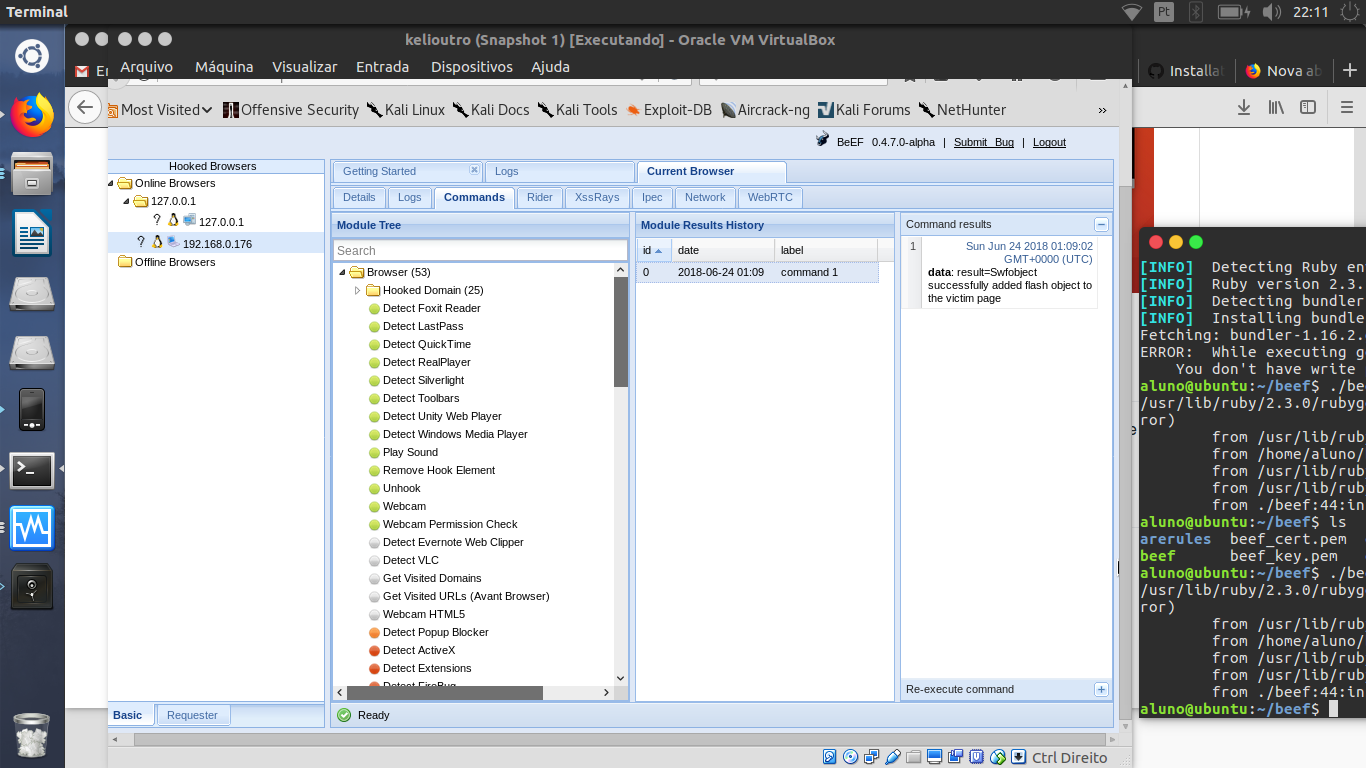 Terminal
Pt
22:11
kelioutro (Snapshot 1) [Executando] - Oracle VM VirtualBox
Arquivo Máquina Visualizar Entrada Dispositivos Ajuda
Installat
Nova ab
Most Visited
Offensive Security
Kali Linux
Kali Docs
Kali Tools
Exploit-DB
Aircrack-ng
Kali Forums
NetHunter
»
BeEF 0.4.7.0-alpha | Submit Bug | Logout
Hooked Browsers
Online Browsers
127.0.0.1
? 127.0.0.1
? 192.168.0.176
Offline Browsers
Basic
Requester
Getting Started
Logs
Current Browser
Details
Logs
Commands
Rider
XssRays
Ipec
Network
WebRTC
Module Tree
Search
Browser (53)
Hooked Domain (25)
Detect Foxit Reader
Detect LastPass
Detect QuickTime
Detect RealPlayer
Detect Silverlight
Detect Toolbars
Detect Unity Web Player
Detect Windows Media Player
Play Sound
Remove Hook Element
Unhook
Webcam
Webcam Permission Check
Detect Evernote Web Clipper
Detect VLC
Get Visited Domains
Get Visited URLs (Avant Browser)
Webcam HTML5
Detect Popup Blocker
Detect ActiveX
Detect Extensions
Detect FireBug
Module Results History
id date label
0 2018-06-24 01:09 command 1
Command results
1 Sun Jun 24 2018 01:09:02
GMT+0000 (UTC)
data: result=Swfobject
successfully added flash object to
the victim page
Re-execute command
Ready
Ctrl Direito
[INFO] Detecting Ruby en
[INFO] Ruby version 2.3.
[INFO] Detecting bundler
[INFO] Installing bundle
Fetching: bundler-1.16.2.
ERROR: While executing g
You don't have write
aluno@ubuntu:~/beef$ ./be
/usr/lib/ruby/2.3.0/rubyg
ror)
from /usr/lib/rub
from /home/aluno/
from /usr/lib/rub
from /usr/lib/rub
from ./beef:44:in
aluno@ubuntu:~/beef$ ls
arerules beef_cert.pem
beef beef_key.pem
aluno@ubuntu:~/beef$ ./be
/usr/lib/ruby/2.3.0/rubyg
ror)
from /usr/lib/rub
from /home/aluno/
from /usr/lib/rub
from /usr/lib/rub
from ./beef:44:in
aluno@ubuntu:~/beef$